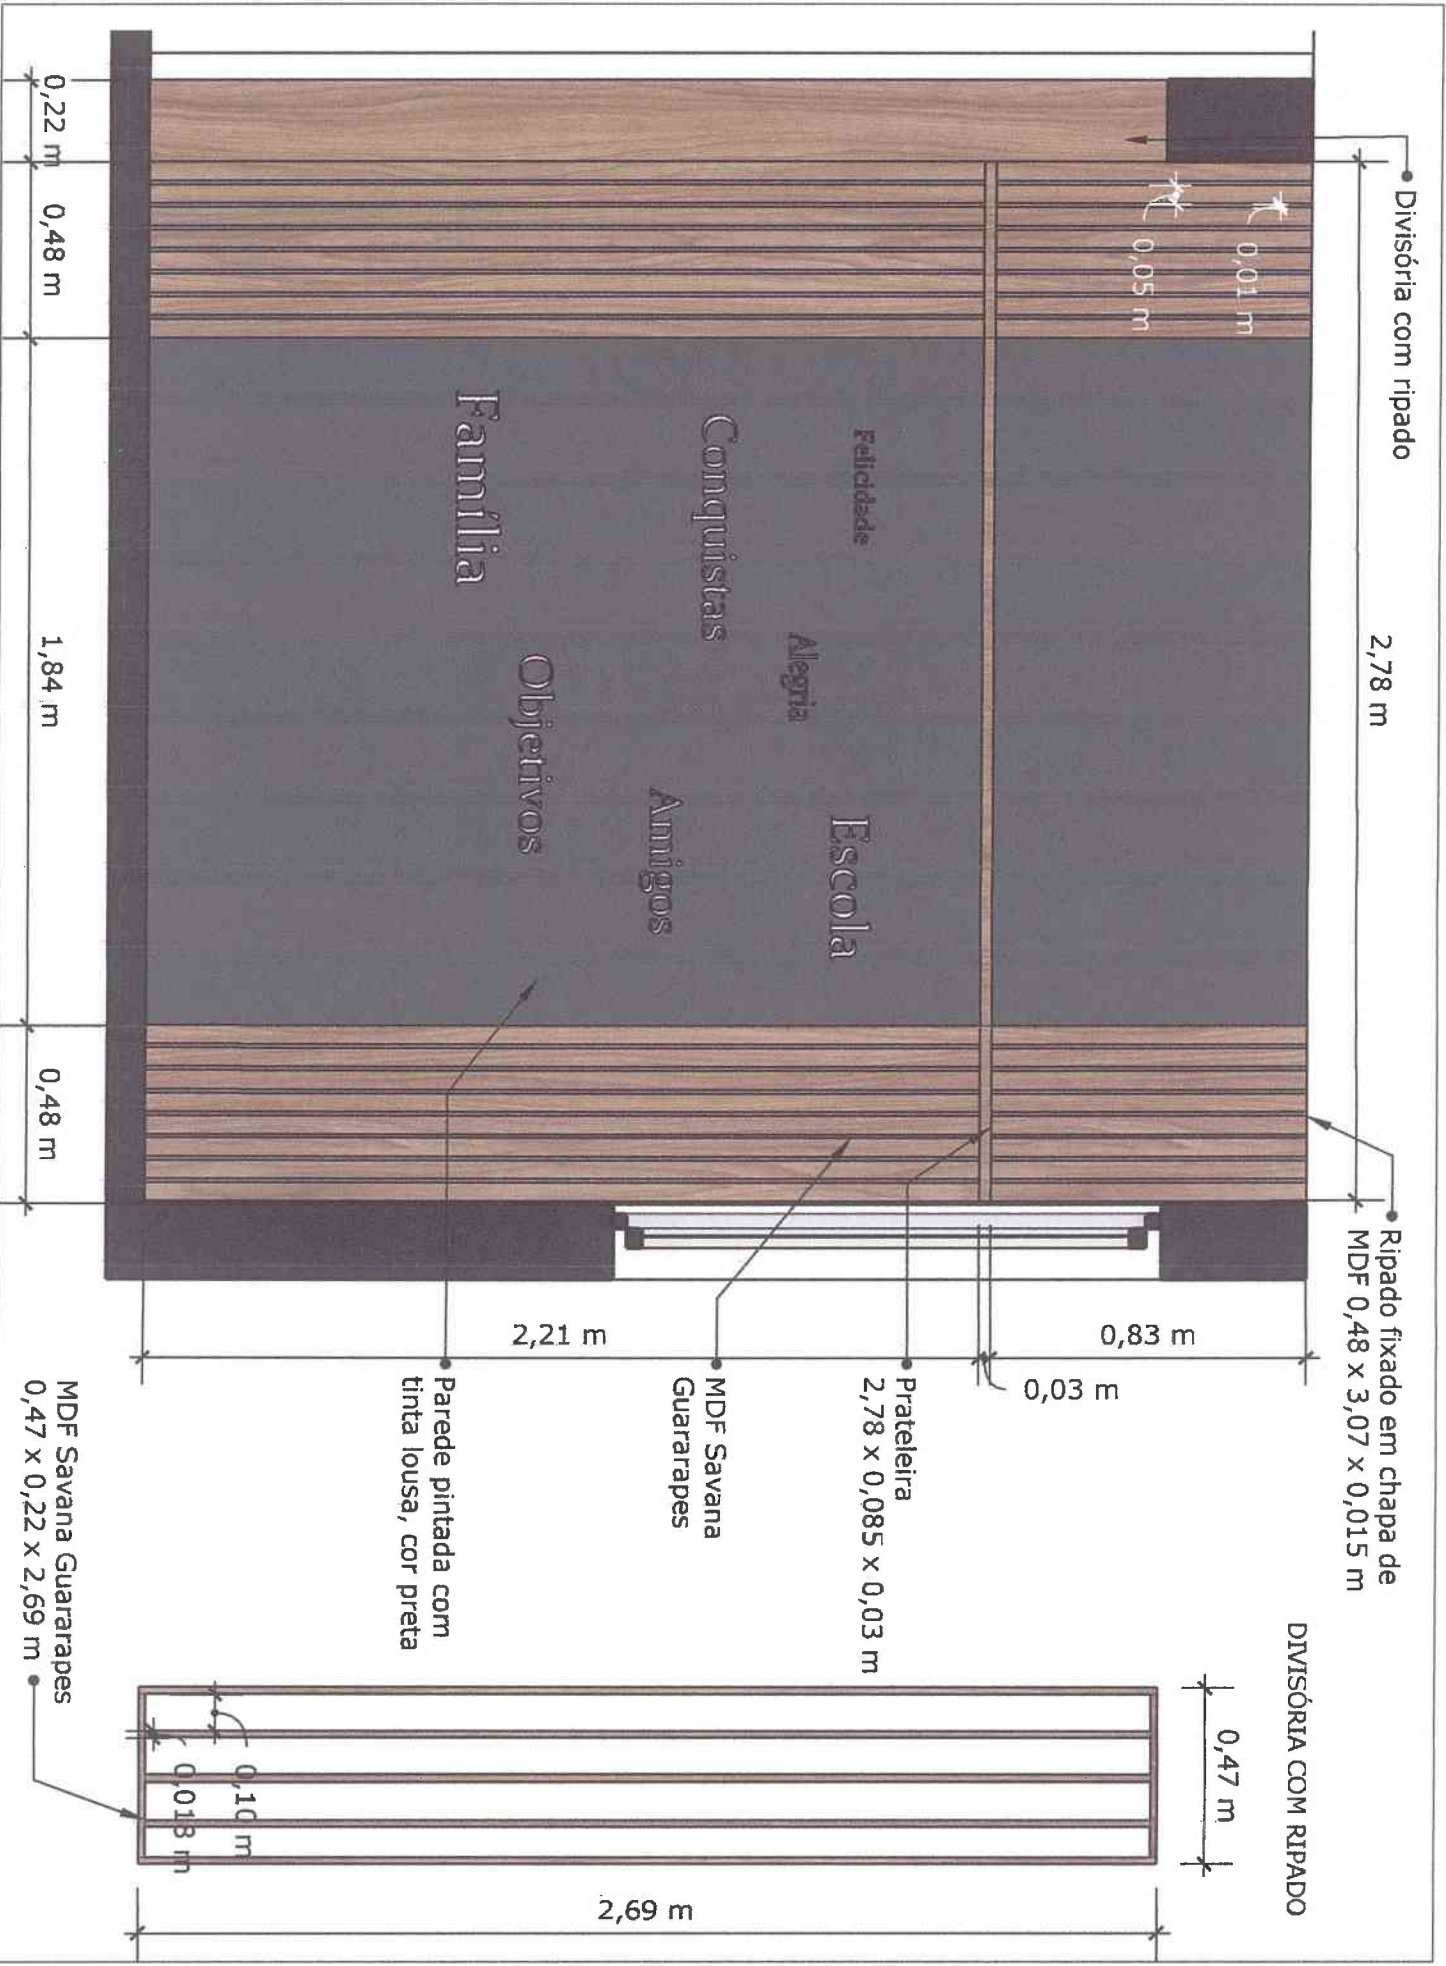 Divisória com ripado
2,78 m
Ripado fixado em chapa de
MDF 0,48 x 3,07 x 0,015 m
DIVISÓRIA COM RIPADO
0,01 m
0,05 m
0,83 m
0,03 m
0,47 m
Felicidade
Escola
Alegria
Conquistas
Amigos
Objetivos
Família
Prateleira
2,78 x 0,085 x 0,03 m
MDF Savana
Guararapes
2,21 m
Parede pintada com
tinta lousa, cor preta
2,69 m
0,10 m
0,018 m
MDF Savana Guararapes
0,47 x 0,22 x 2,69 m
0,22 m
0,48 m
1,84 m
0,48 m